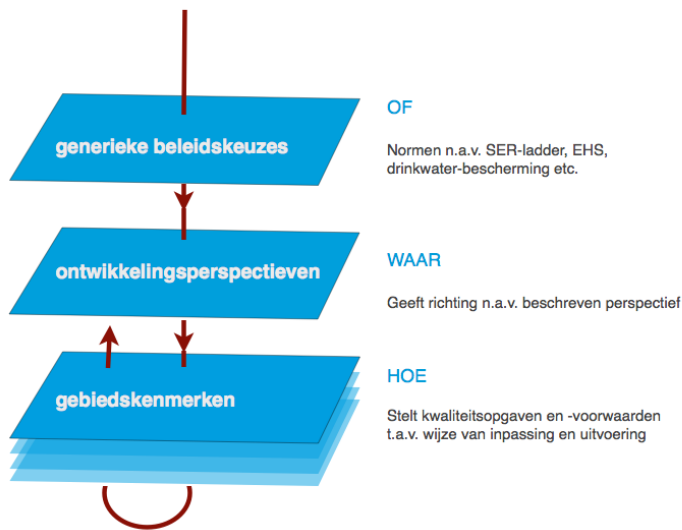 generieke beleidskeuzes
OF
Normen n.a.v. SER-ladder, EHS,
drinkwater-bescherming etc.
ontwikkelingsperspectieven
WAAR
Geeft richting n.a.v. beschreven perspectief
gebiedskenmerken
HOE
Stelt kwaliteitsopgaven en -voorwaarden
t.a.v. wijze van inpassing en uitvoering